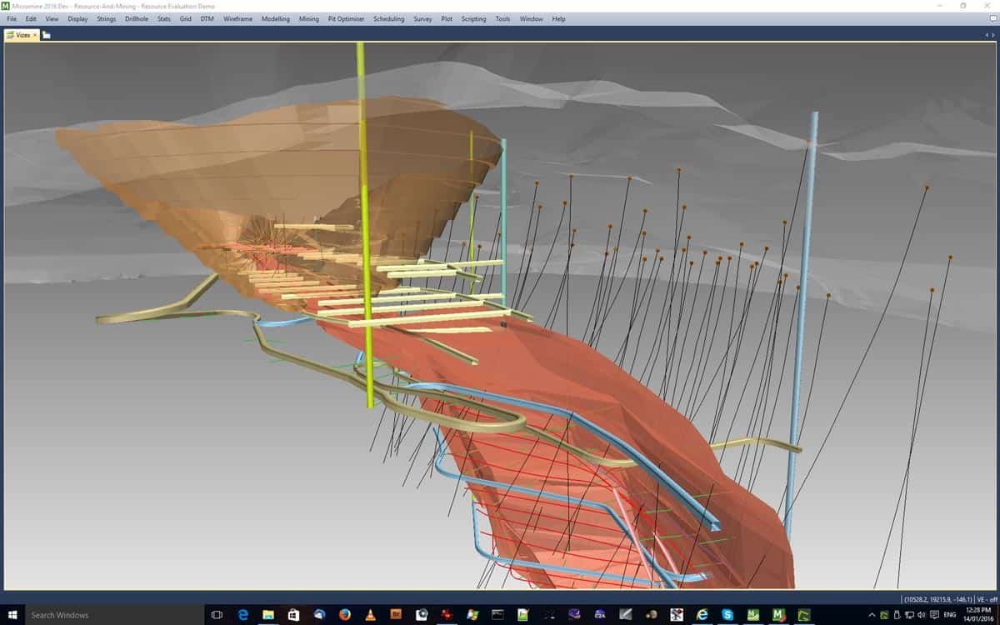 Micromine 2016 Dev - Resource-And-Mining - Resource Evaluation Demo
File Edit View Display Strings Drillhole Stats Grid DTM Wireframe Modelling Mining Pit Optimiser Scheduling Survey Plot Scripting Tools Window Help
Vizex
(10528.2, 19215.9, -146.1) VE - off
Search Windows
Br
ENG
12:28 PM
14/01/2016